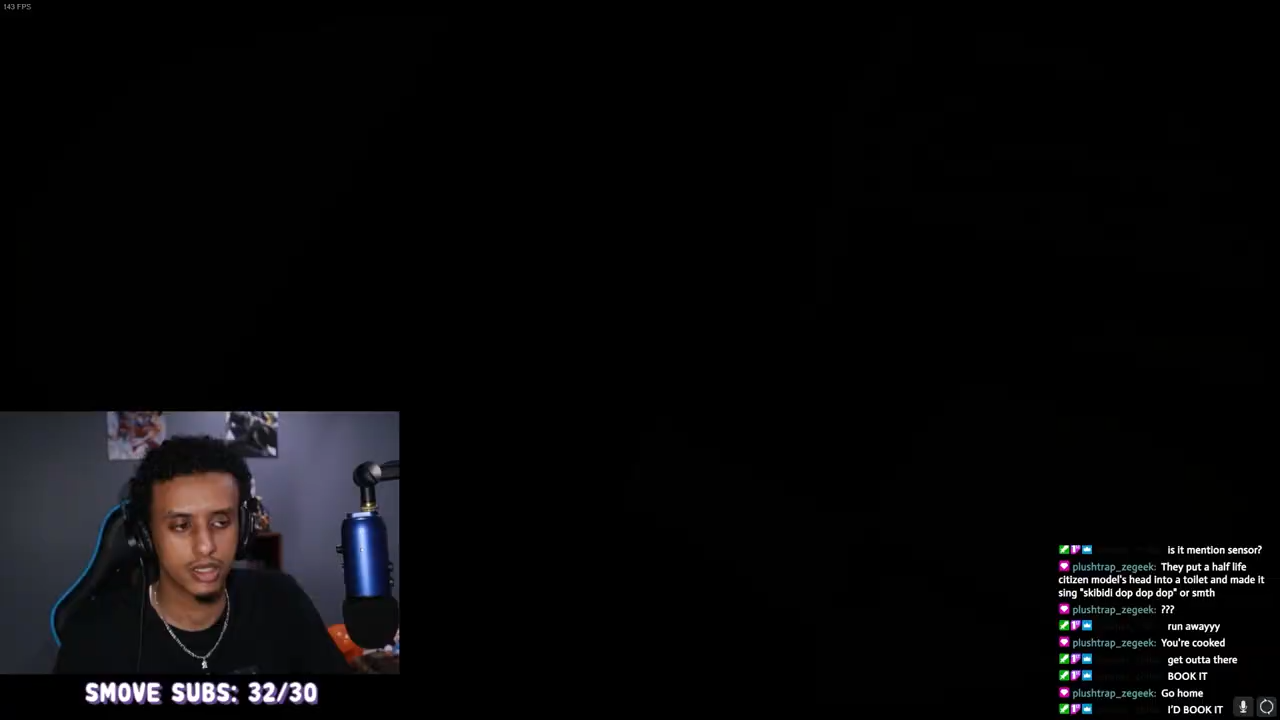 143 FPS
is it mention sensor?
plushtrap_zegeek: They put a half life
citizen model's head into a toilet and made it
sing "skibidi dop dop dop" or smth
plushtrap_zegeek: ???
run awayyy
plushtrap_zegeek: You're cooked
get outta there
BOOK IT
plushtrap_zegeek: Go home
I'D BOOK IT
SMOVE SUBS: 32/30